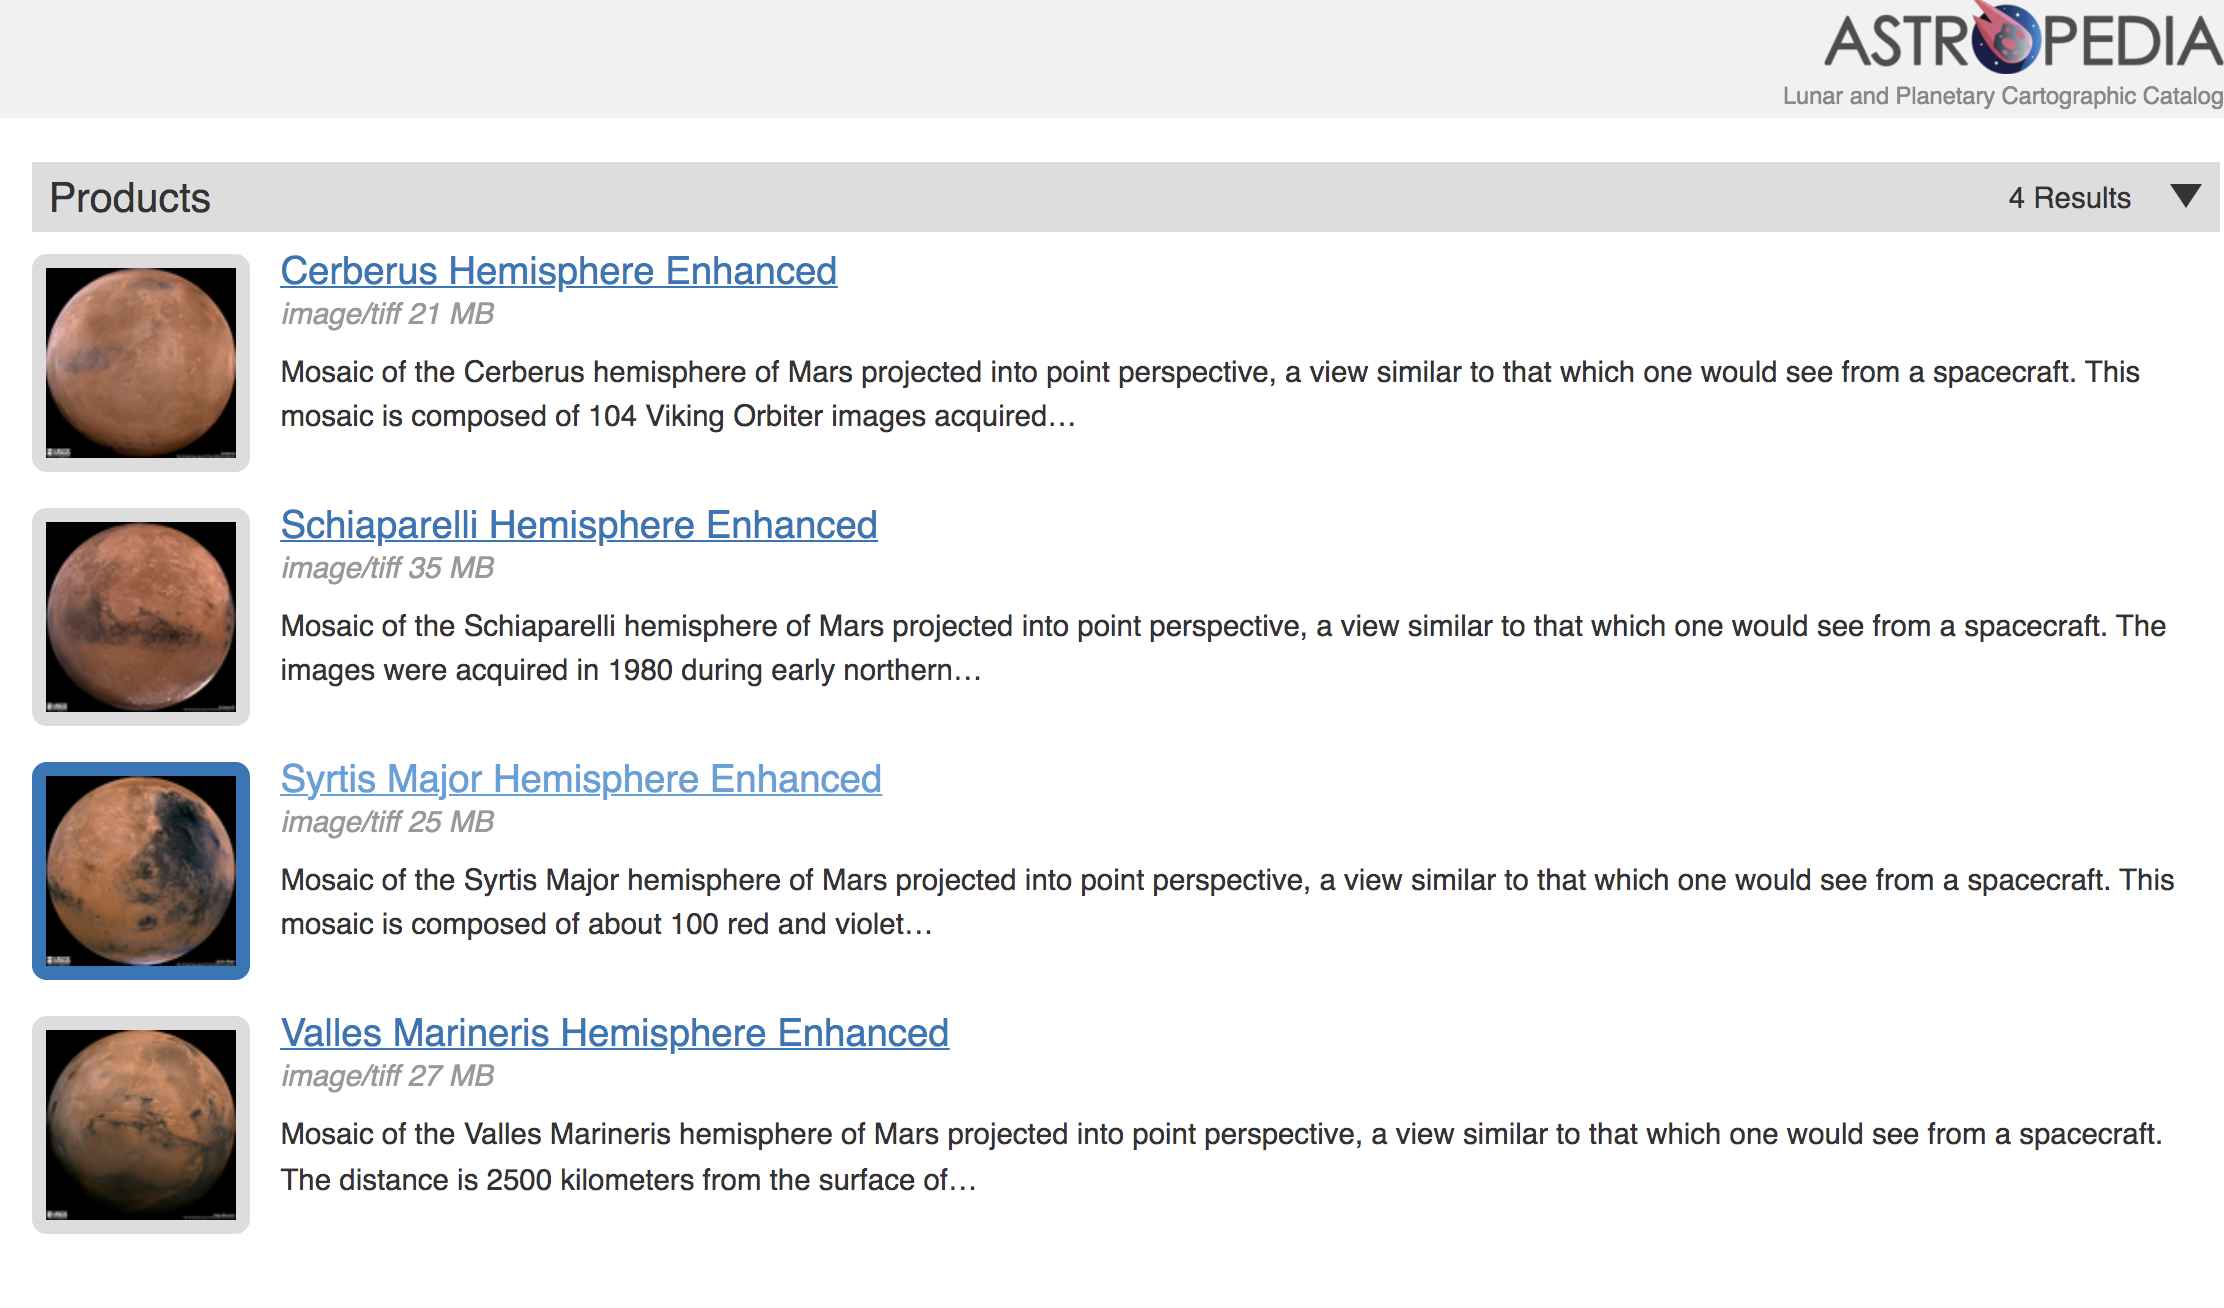 ASTROPEDIA
Lunar and Planetary Cartographic Catalog
Products
4 Results
Cerberus Hemisphere Enhanced
image/tiff 21 MB
Mosaic of the Cerberus hemisphere of Mars projected into point perspective, a view similar to that which one would see from a spacecraft. This
mosaic is composed of 104 Viking Orbiter images acquired…
Schiaparelli Hemisphere Enhanced
image/tiff 35 MB
Mosaic of the Schiaparelli hemisphere of Mars projected into point perspective, a view similar to that which one would see from a spacecraft. The
images were acquired in 1980 during early northern…
Syrtis Major Hemisphere Enhanced
image/tiff 25 MB
Mosaic of the Syrtis Major hemisphere of Mars projected into point perspective, a view similar to that which one would see from a spacecraft. This
mosaic is composed of about 100 red and violet…
Valles Marineris Hemisphere Enhanced
image/tiff 27 MB
Mosaic of the Valles Marineris hemisphere of Mars projected into point perspective, a view similar to that which one would see from a spacecraft.
The distance is 2500 kilometers from the surface of…